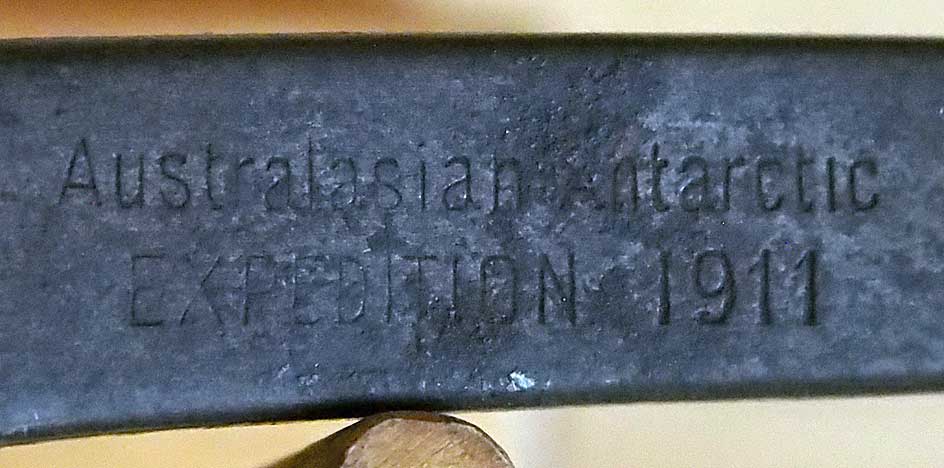 Australasian Antarctic
EXPEDITION 1911